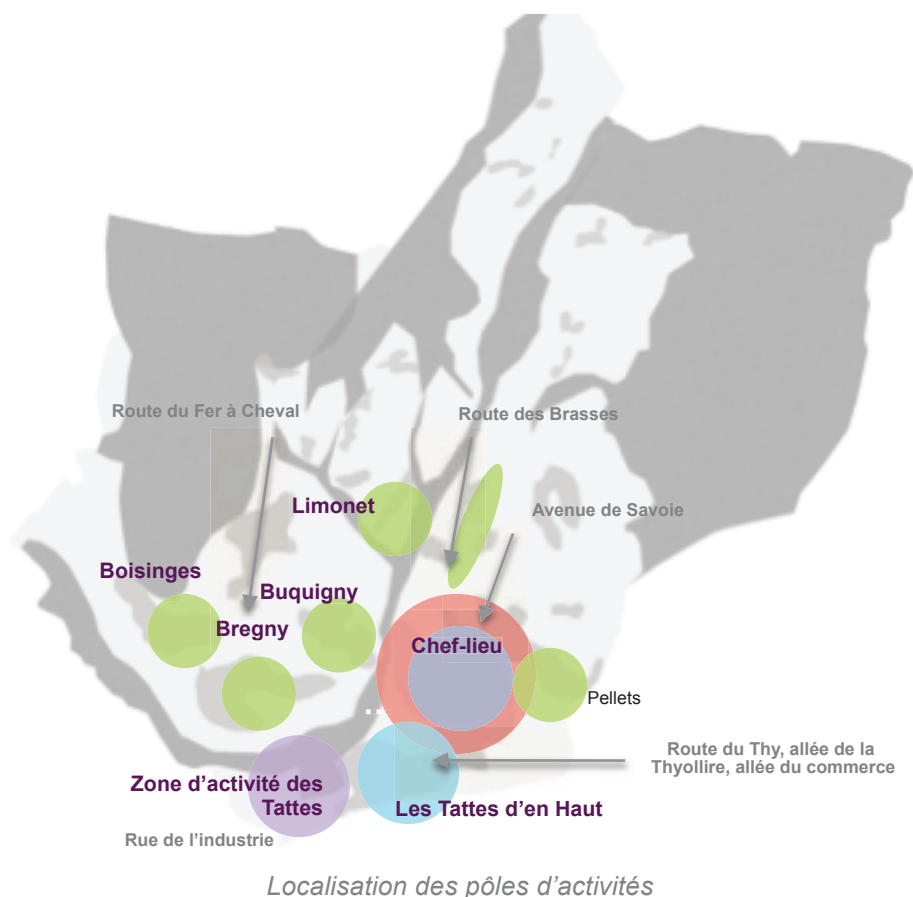 Route du Fer à Cheval
Route des Brasses
Limonet
Avenue de Savoie
Boisinges
Buquigny
Bregny
Chef-lieu
Pellets
Route du Thy, allée de la
Thyollire, allée du commerce
Zone d’activité des
Tattes
Les Tattes d’en Haut
Rue de l’industrie
Localisation des pôles d’activités